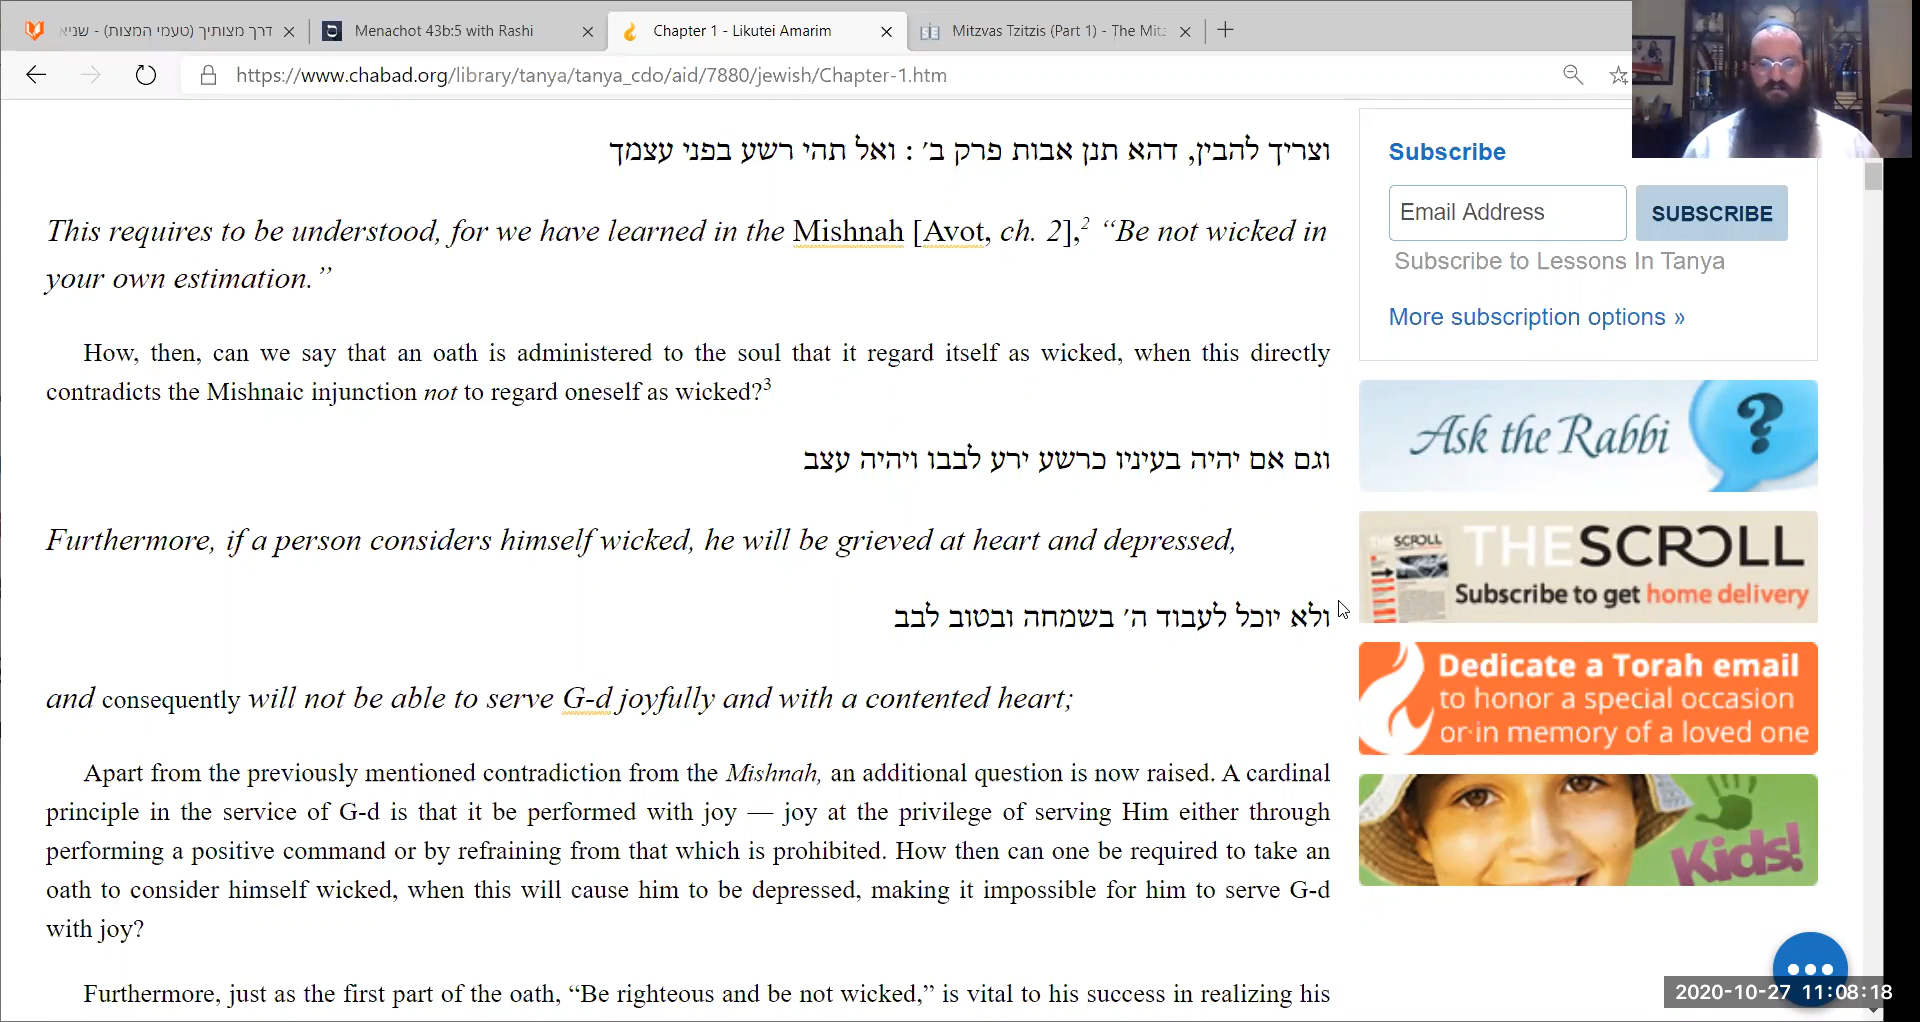 דרך מצותיך (טעמי המצות) - שניא
Menachot 43b:5 with Rashi
Chapter 1 - Likutei Amarim
Mitzvas Tzitzis (Part 1) - The Mitz
https://www.chabad.org/library/tanya/tanya_cdo/aid/7880/jewish/Chapter-1.htm
וצריך להבין, דהא תנן אבות פרק ב׳ : ואל תהי רשע בפני עצמך
This requires to be understood, for we have learned in the Mishnah [Avot, ch. 2],2 “Be not wicked in
your own estimation.”
How, then, can we say that an oath is administered to the soul that it regard itself as wicked, when this directly
contradicts the Mishnaic injunction not to regard oneself as wicked?3
וגם אם יהיה בעיניו כרשע ירע לבבו ויהיה עצב
Furthermore, if a person considers himself wicked, he will be grieved at heart and depressed,
ולא יוכל לעבוד ה׳ בשמחה ובטוב לבב
and consequently will not be able to serve G-d joyfully and with a contented heart;
Apart from the previously mentioned contradiction from the Mishnah, an additional question is now raised. A cardinal
principle in the service of G-d is that it be performed with joy — joy at the privilege of serving Him either through
performing a positive command or by refraining from that which is prohibited. How then can one be required to take an
oath to consider himself wicked, when this will cause him to be depressed, making it impossible for him to serve G-d
with joy?
Furthermore, just as the first part of the oath, “Be righteous and be not wicked,” is vital to his success in realizing his
Subscribe
Email Address
SUBSCRIBE
Subscribe to Lessons In Tanya
More subscription options »
Ask the Rabbi
?
SCROLL
THE SCROLL
Subscribe to get home delivery
Dedicate a Torah email
to honor a special occasion
or in memory of a loved one
Kids!
2020-10-27 11:08:18